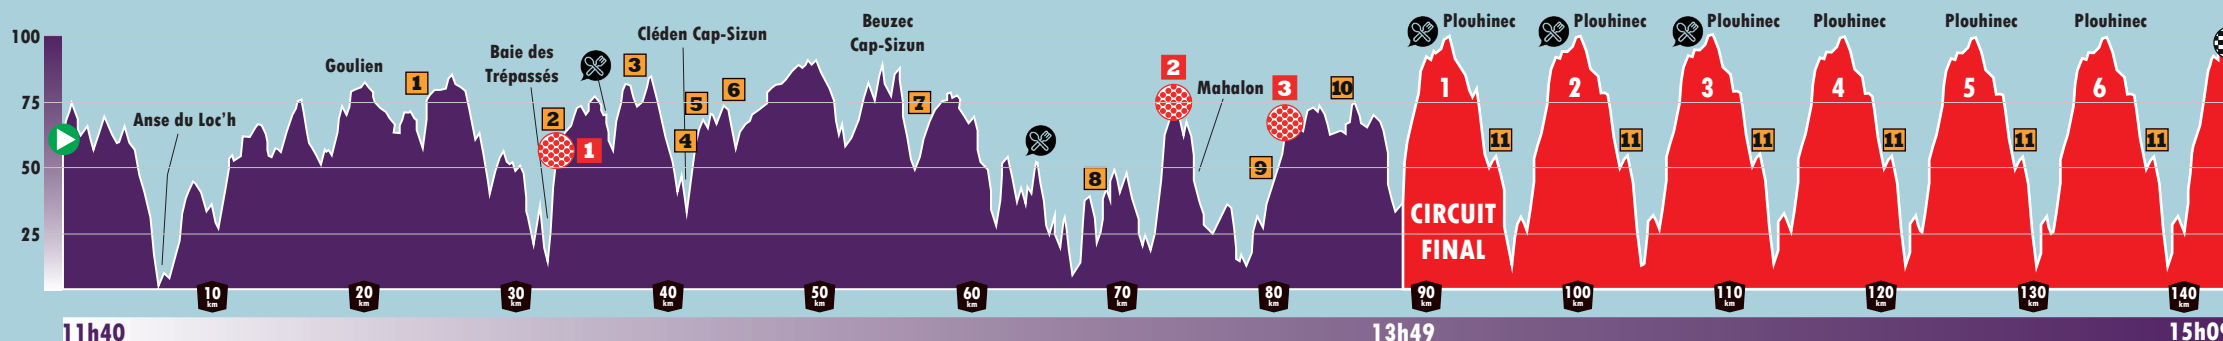 100
75
50
25
Anse du Loc'h
Goulien
1
Baie des
Trépassés
2
1
3
Cléden Cap-Sizun
4
5
6
Beuzec
Cap-Sizun
7
8
2
Mahalon
3
9
10
Plouhinec
1
11
CIRCUIT
FINAL
Plouhinec
2
11
Plouhinec
3
11
Plouhinec
4
11
Plouhinec
5
11
Plouhinec
6
11
10 km
20 km
30 km
40 km
50 km
60 km
70 km
80 km
90 km
100 km
110 km
120 km
130 km
140 km
11h40
13h49
15h09